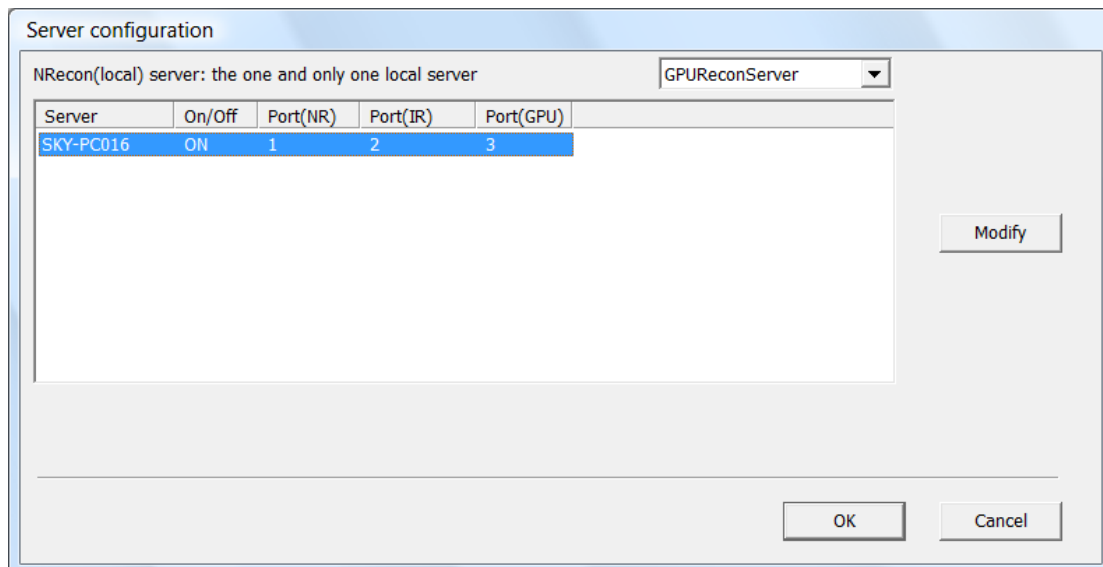 Server configuration
NRecon(local) server: the one and only one local server GPUReconServer
Server On/Off Port(NR) Port(IR) Port(GPU)
SKY-PC016 ON 1 2 3
Modify
OK Cancel